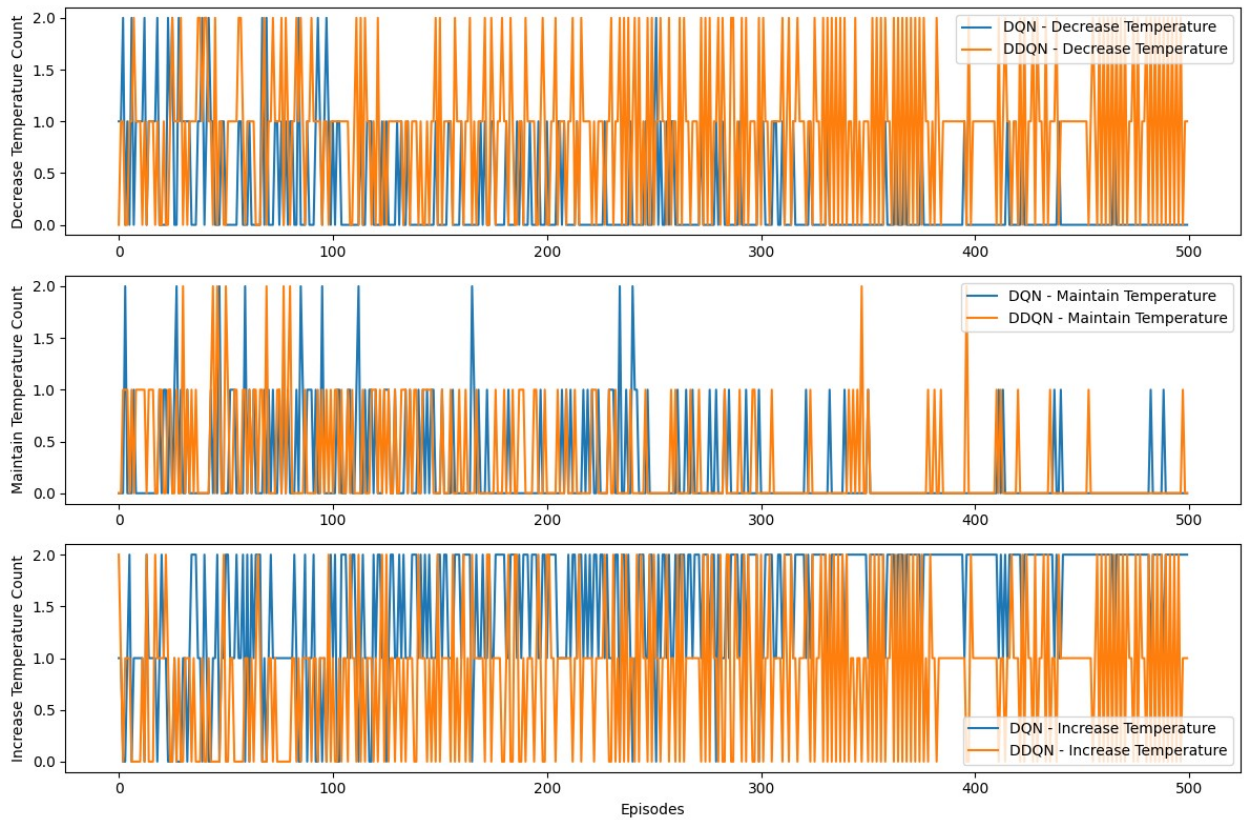 Decrease Temperature Count
2.0
1.5
1.0
0.5
0.0
DQN - Decrease Temperature
DDQN - Decrease Temperature
0 100 200 300 400 500
Maintain Temperature Count
2.0
1.5
1.0
0.5
0.0
DQN - Maintain Temperature
DDQN - Maintain Temperature
0 100 200 300 400 500
Increase Temperature Count
2.0
1.5
1.0
0.5
0.0
DQN - Increase Temperature
DDQN - Increase Temperature
0 100 200 300 400 500
Episodes